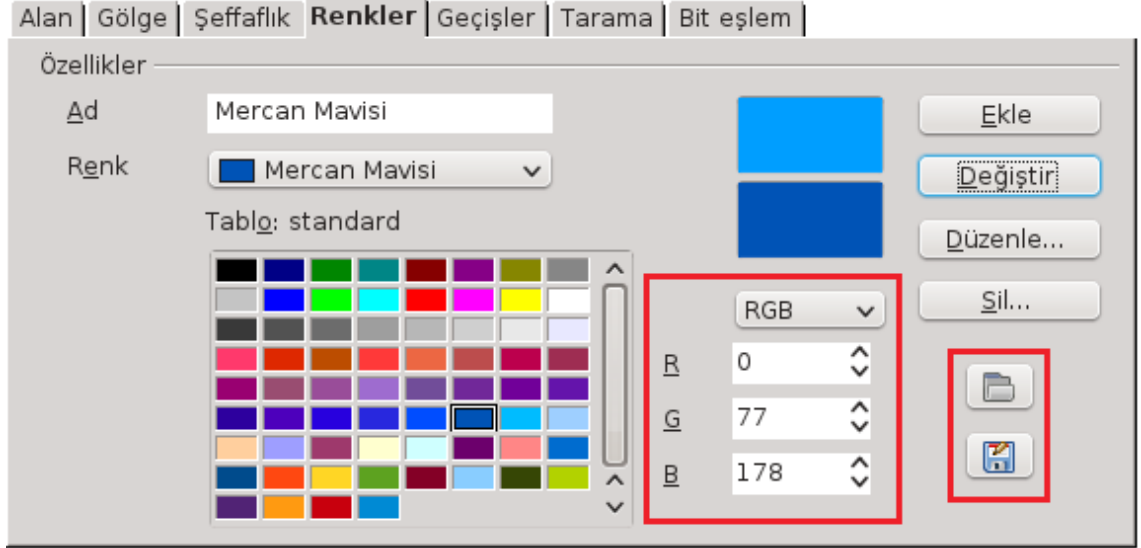 Alan Gölge Şeffaflık Renkler Geçişler Tarama Bit eşlem
Özellikler
Ad Mercan Mavisi Ekle
Renk Mercan Mavisi Değiştir
Tablo: standard Düzenle...
RGB Sil...
R 0
G 77
B 178